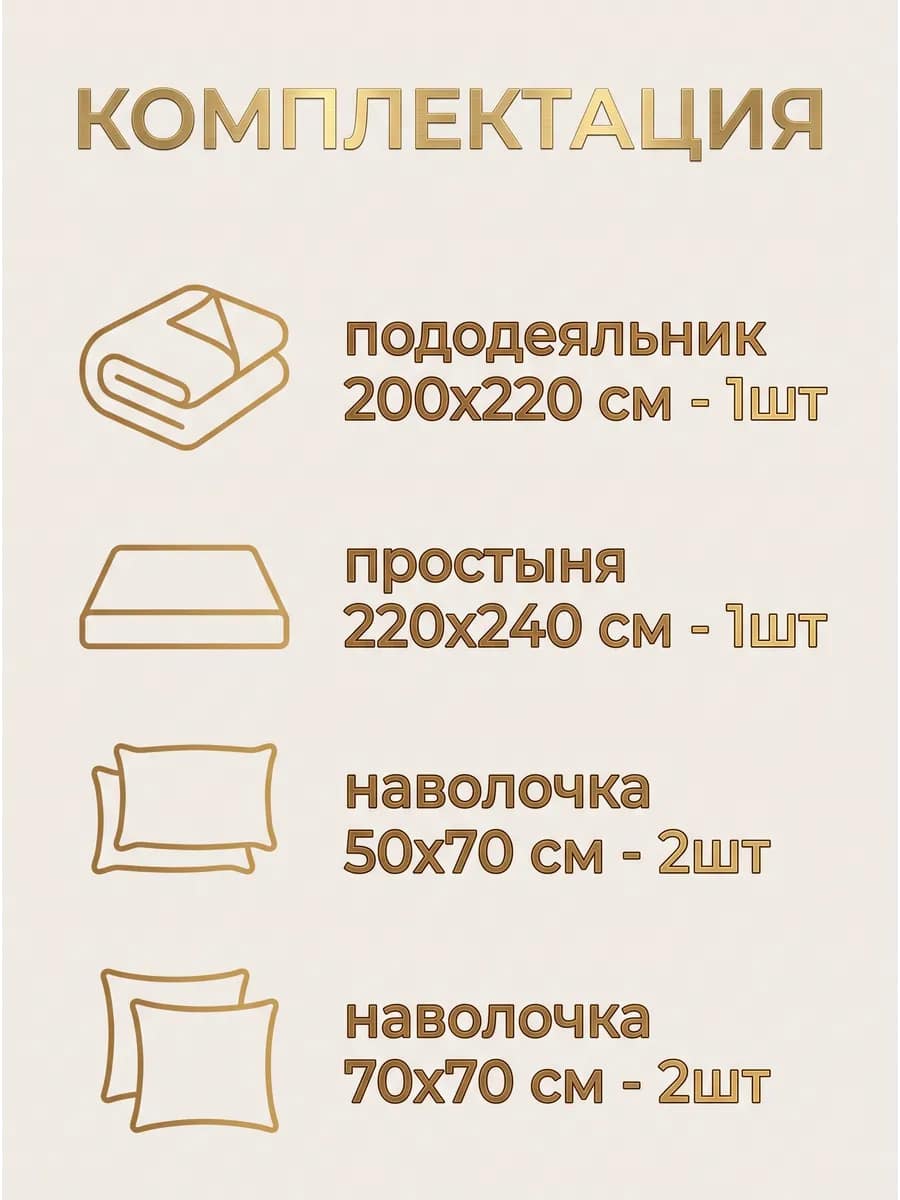 КОМПЛЕКТАЦИЯ
пододеяльник
200х220 см - 1шт
простыня
220х240 см - 1шт
наволочка
50х70 см - 2шт
наволочка
70х70 см - 2шт